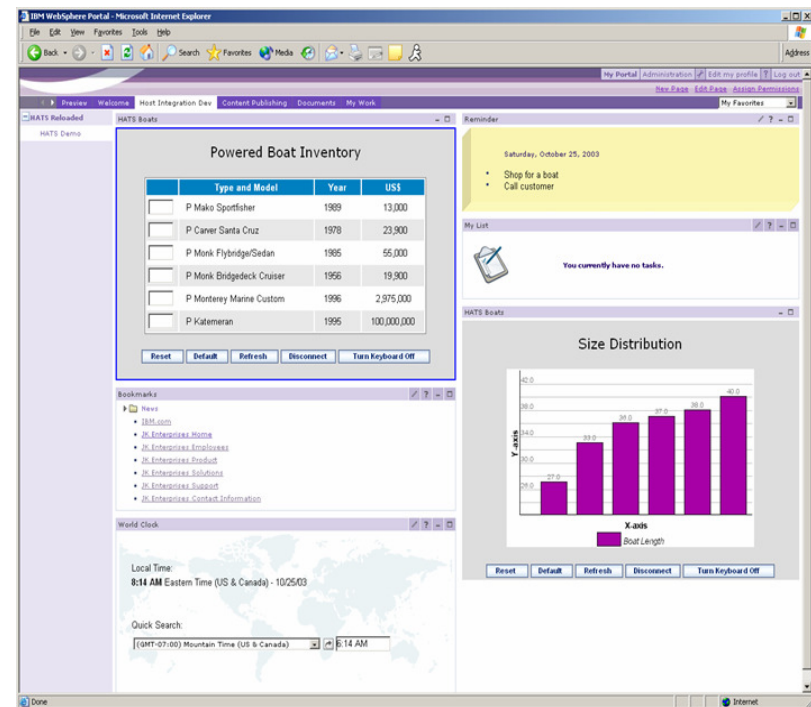 IBM WebSphere Portal - Microsoft Internet Explorer
File Edit View Favorites Tools Help
Back Search Favorites Media Address
My Portal Administration Edit my profile ? Log out
New Page Edit Page Assign Permissions
Preview Welcome Host Integration Dev Content Publishing Documents My Work My Favorites
HATS Reloaded
HATS Demo
HATS Boats
Powered Boat Inventory
Type and Model Year US$
P Mako Sportfisher 1989 13,000
P Carver Santa Cruz 1978 23,900
P Monk Flybridge/Sedan 1985 55,000
P Monk Bridgedeck Cruiser 1956 19,900
P Monterey Marine Custom 1996 2,975,000
P Katemeran 1995 100,000,000
Reset Default Refresh Disconnect Turn Keyboard Off
Bookmarks
News
IBM.com
JK Enterprises Home
JK Enterprises Employees
JK Enterprises Product
JK Enterprises Solutions
JK Enterprises Support
JK Enterprises Contact Information
World Clock
Local Time:
8:14 AM Eastern Time (US & Canada) - 10/25/03
Quick Search:
(GMT-07:00) Mountain Time (US & Canada) 6:14 AM
Reminder
Saturday, October 25, 2003
• Shop for a boat
• Call customer
My List
You currently have no tasks.
HATS Boats
Size Distribution
42.0
40.0
38.0
38.0
37.0
36.0
34.0
33.0
30.0
27.0
26.0
Y-axis
X-axis
Boat Length
Reset Default Refresh Disconnect Turn Keyboard Off
Done Internet